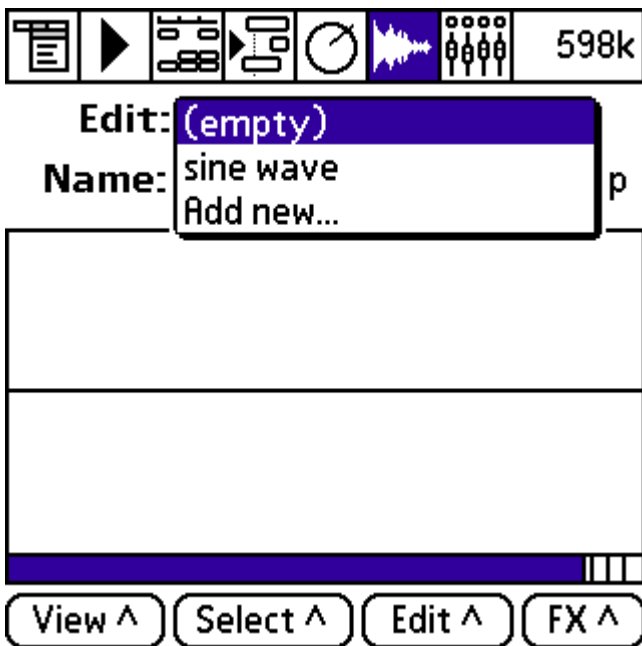 598k
Edit: (empty)
sine wave
Name: p
Add new...
View ^ Select ^ Edit ^ FX ^